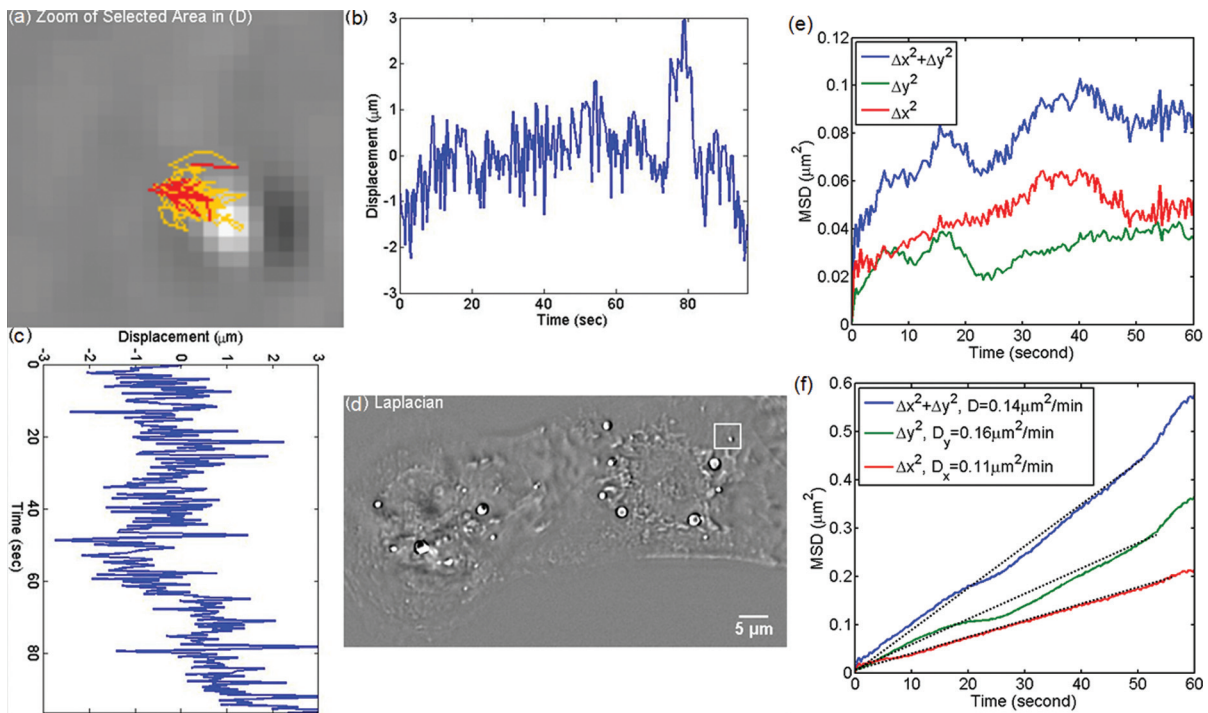 (a) Zoom of Selected Area in (D)
(b)
Displacement (μm)
3
2
1
0
-1
-2
-3
0
20
40
60
80
Time (sec)
(c)
Displacement (μm)
-3
-2
-1
0
1
2
3
0
20
40
60
80
Time (sec)
(d) Laplacian
5 μm
(e)
MSD (μm²)
0.12
0.1
0.08
0.06
0.04
0.02
0
0
10
20
30
40
50
60
Time (second)
Δx²+Δy²
Δy²
Δx²
(f)
MSD (μm²)
0.6
0.5
0.4
0.3
0.2
0.1
0
0
10
20
30
40
50
60
Time (second)
Δx²+Δy², D=0.14μm²/min
Δy², Dy=0.16μm²/min
Δx², Dx=0.11μm²/min